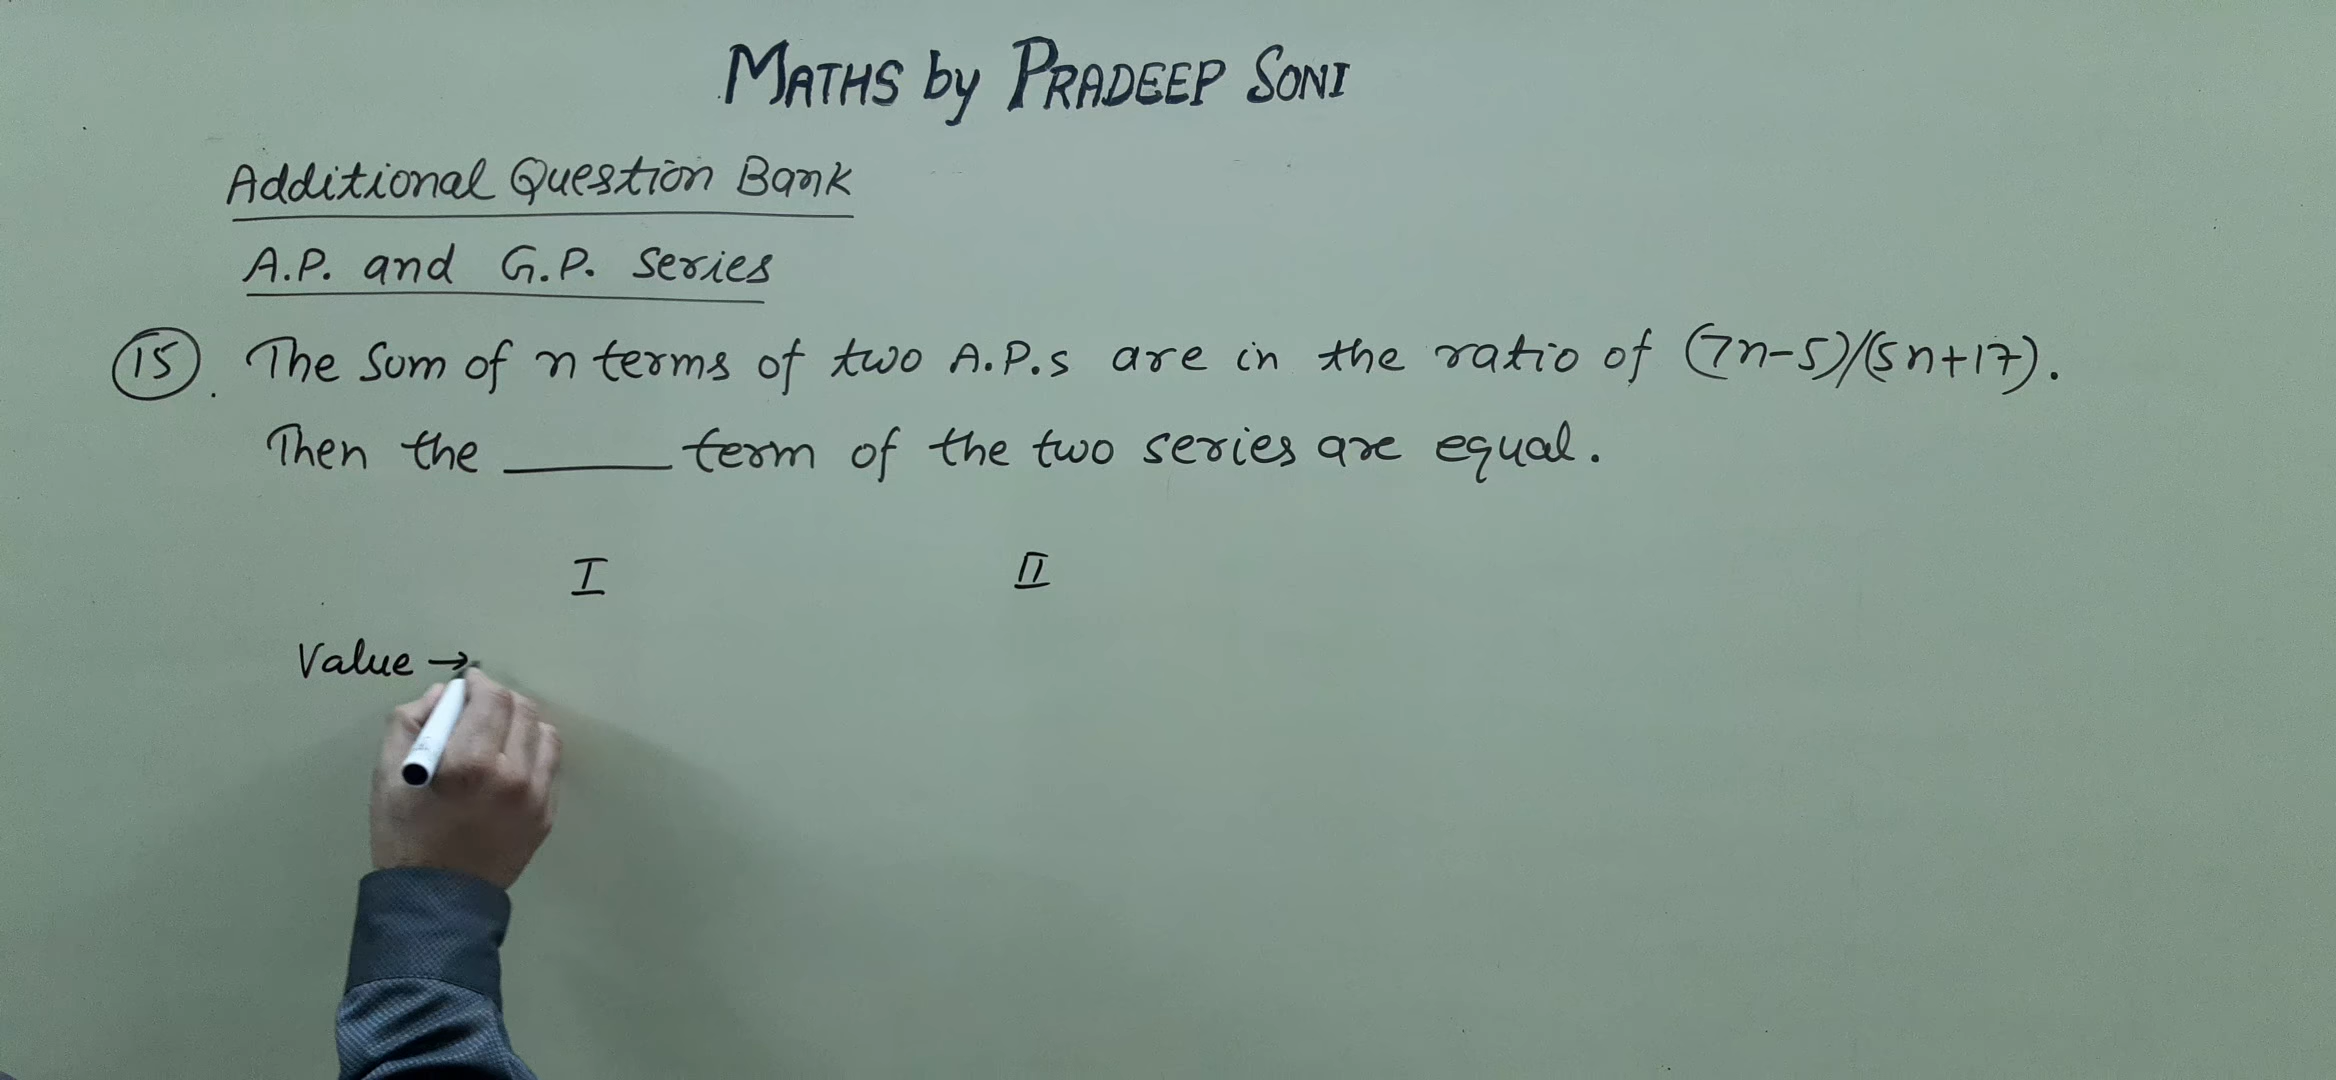 MATHS by PRADEEP SONI
Additional Question Bank
A.P. and G.P. Series
15. The Sum of n terms of two A.P.s are in the ratio of (7n-5)/(5n+17).
Then the ______ term of the two series are equal.
I II
Value →